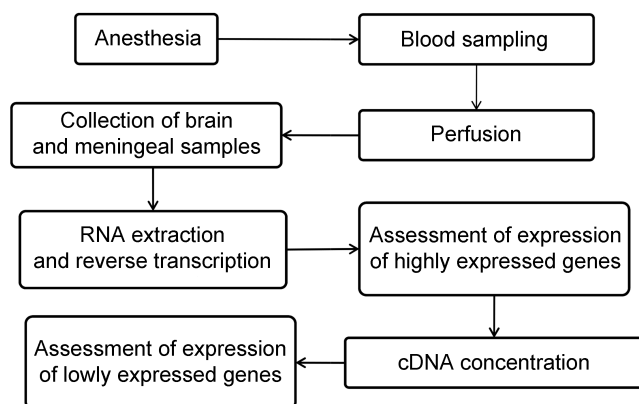 Anesthesia
Blood sampling
Perfusion
Collection of brain
and meningeal samples
RNA extraction
and reverse transcription
Assessment of expression
of highly expressed genes
cDNA concentration
Assessment of expression
of lowly expressed genes